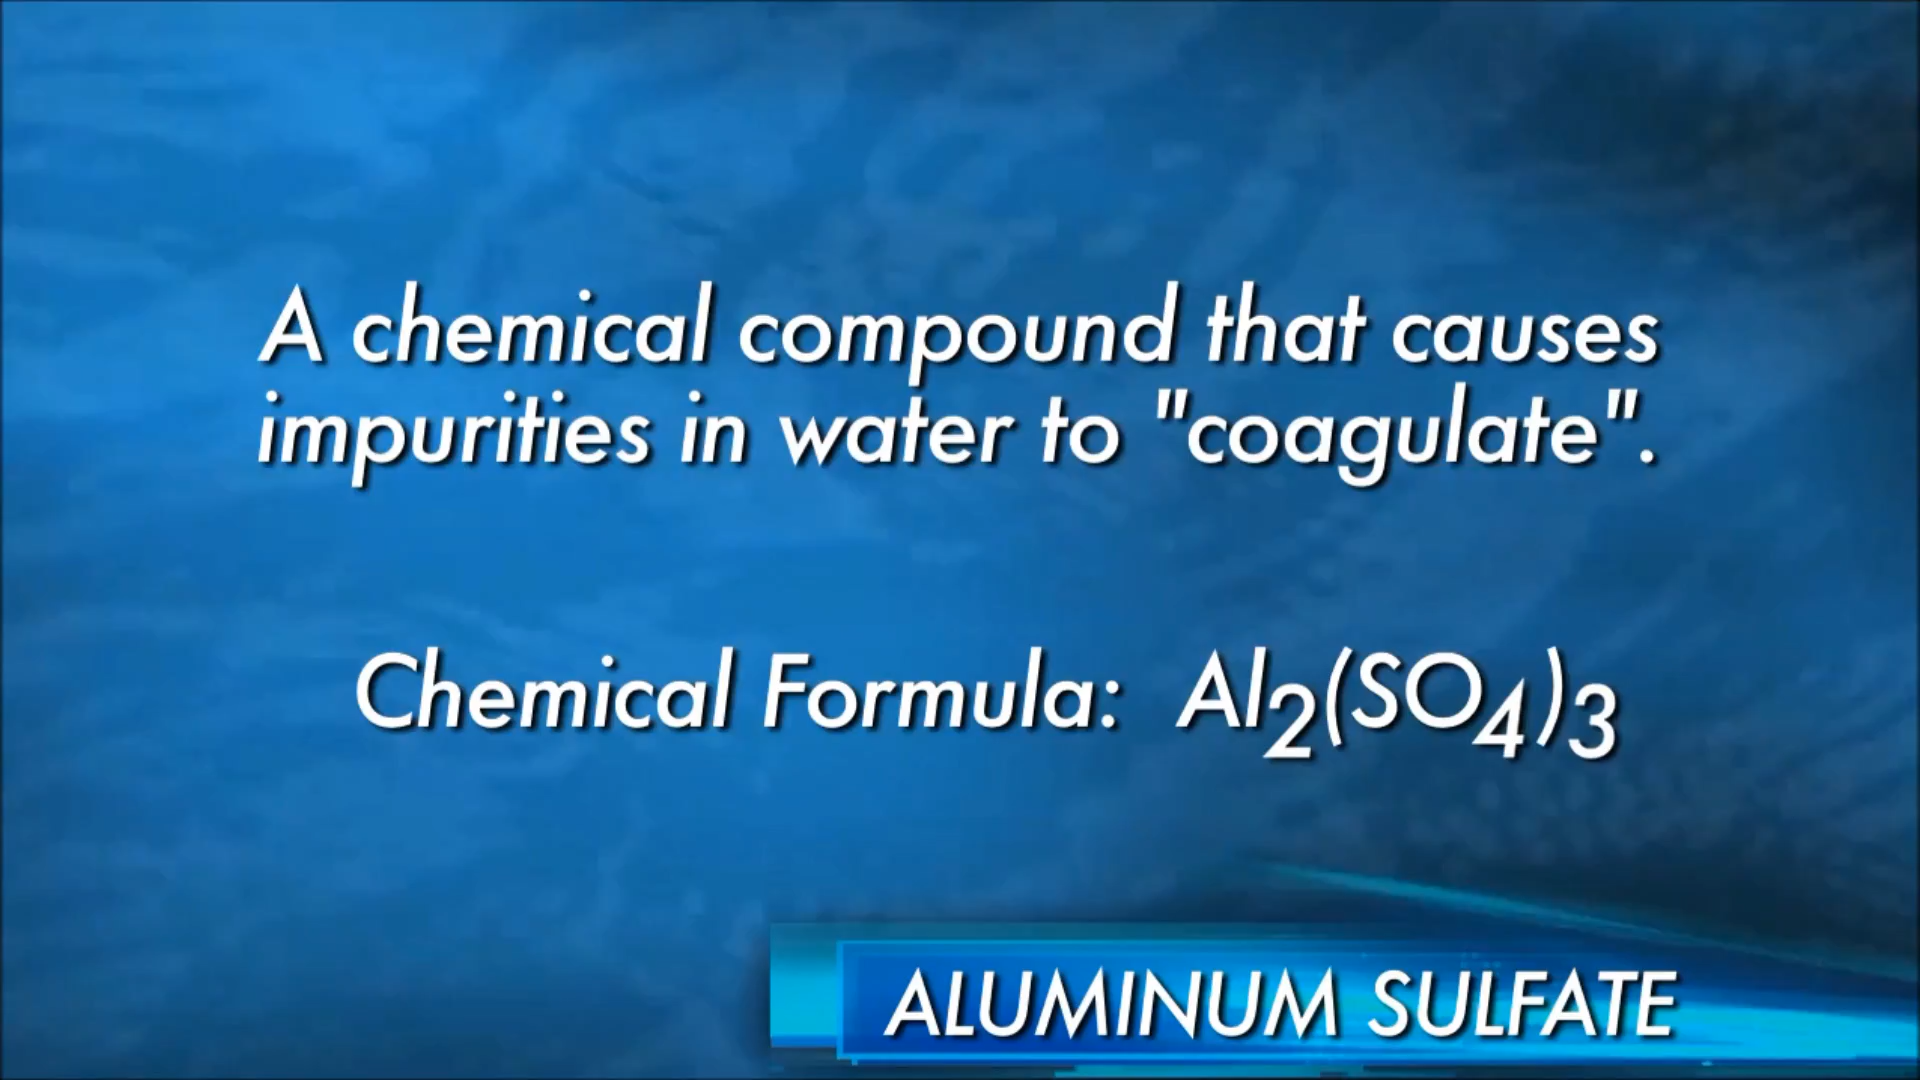 A chemical compound that causes
impurities in water to "coagulate".
Chemical Formula: Al₂(SO₄)₃
ALUMINUM SULFATE